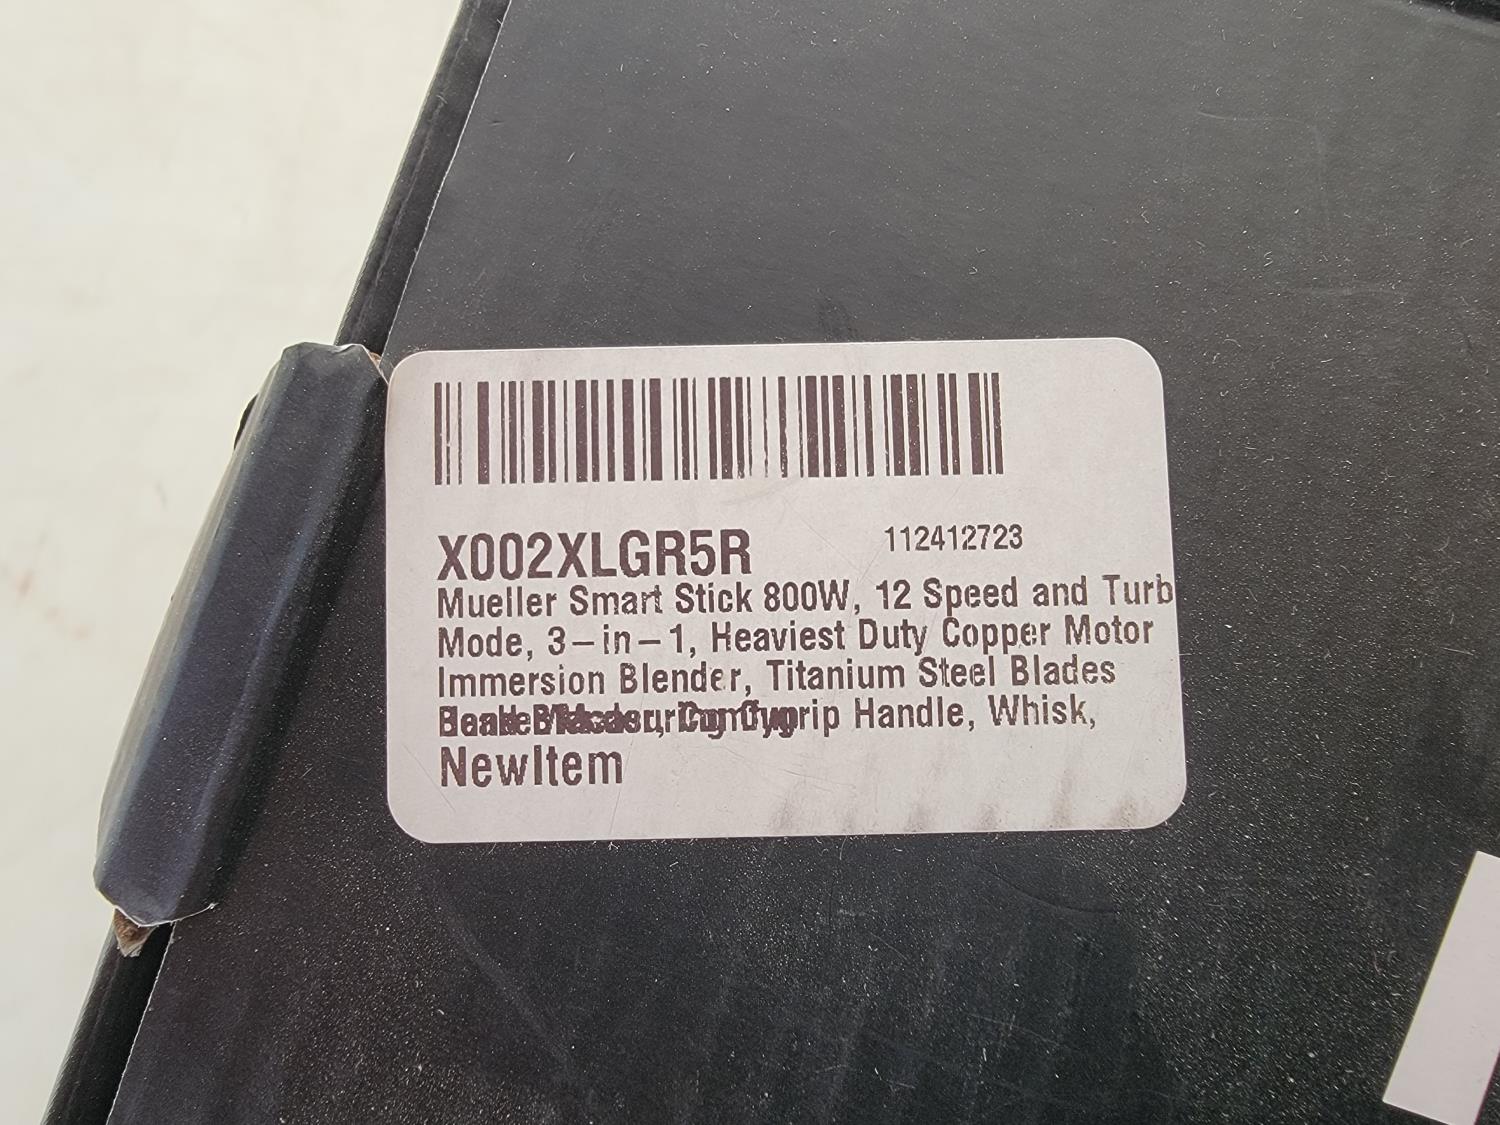 X002XLGR5R 112412723
Mueller Smart Stick 800W, 12 Speed and Turb
Mode, 3-in-1, Heaviest Duty Copper Motor
Immersion Blender, Titanium Steel Blades
Handle, Whisk,
NewItem